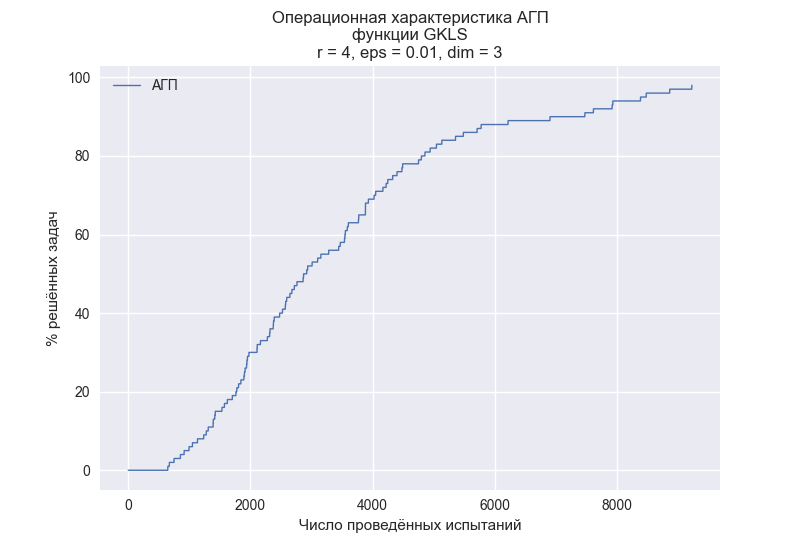 Операционная характеристика АГП
функции GKLS
r = 4, eps = 0.01, dim = 3
АГП
100
80
60
40
20
0
% решённых задач
0 2000 4000 6000 8000
Число проведённых испытаний